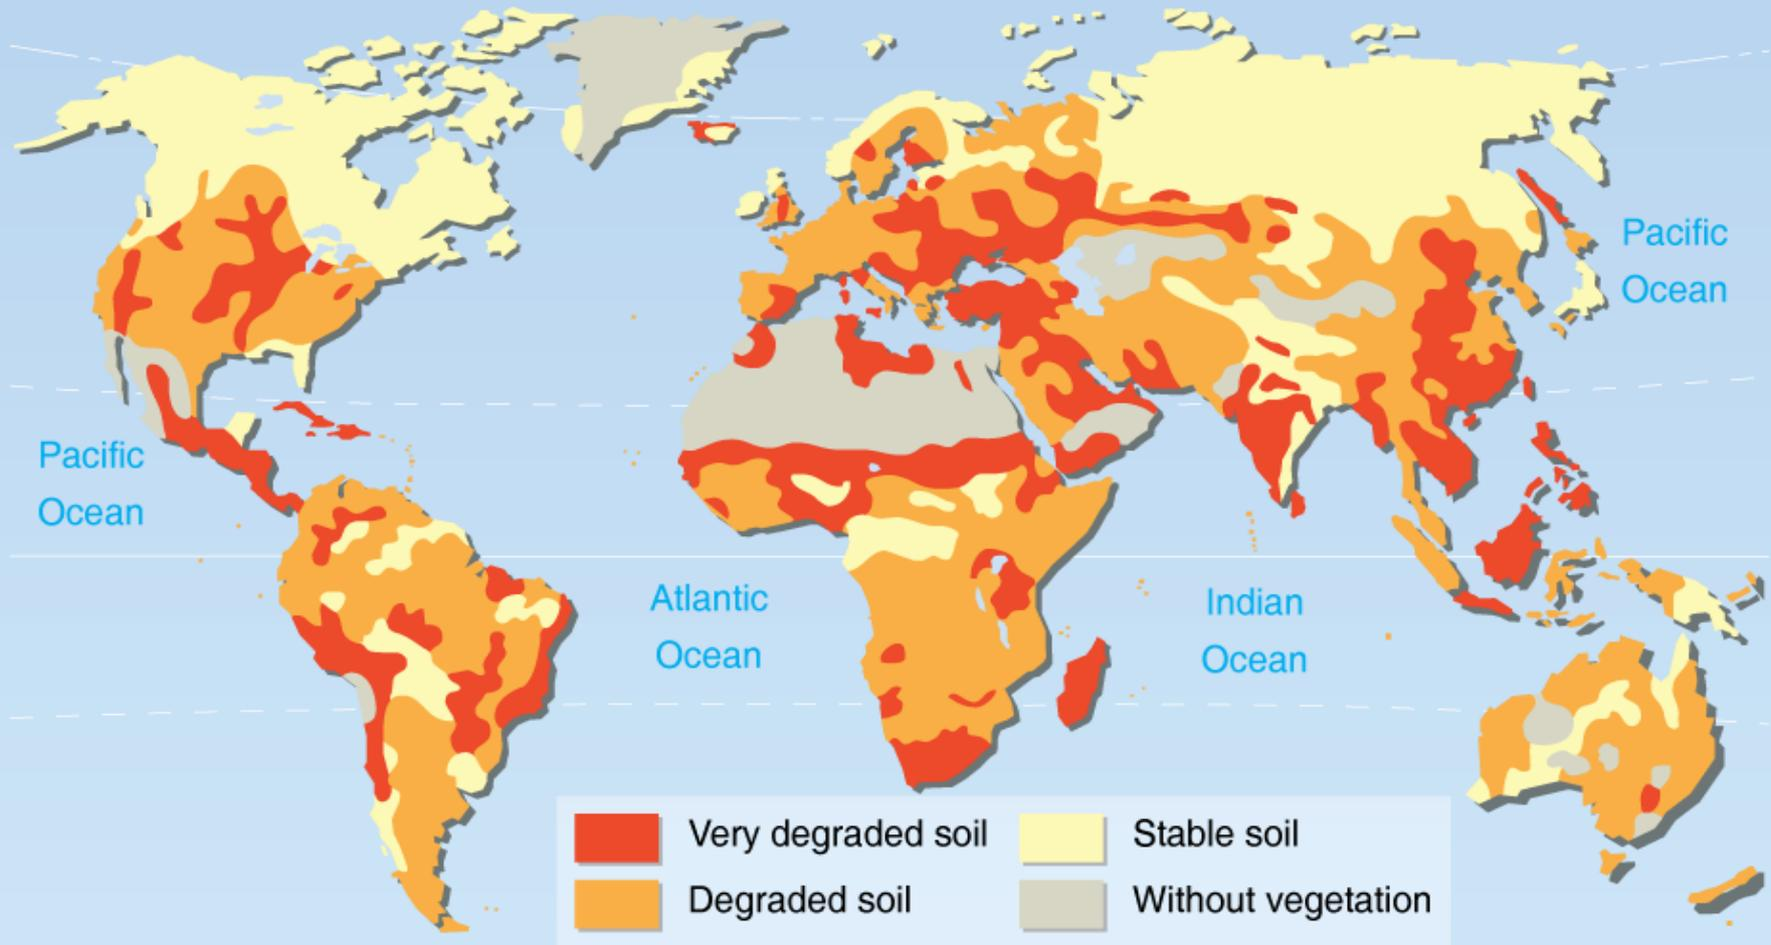 Pacific
Ocean
Pacific
Ocean
Atlantic
Ocean
Indian
Ocean
Very degraded soil
Stable soil
Degraded soil
Without vegetation